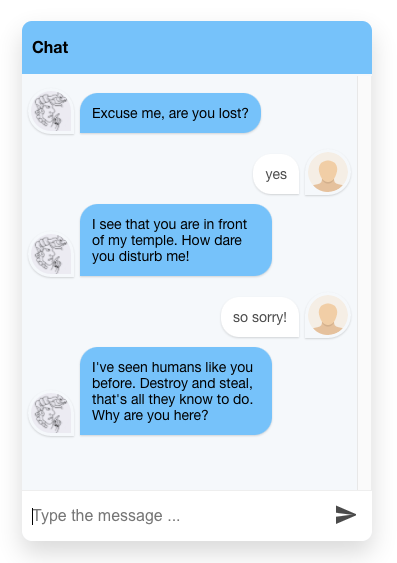 Chat
Excuse me, are you lost?
yes
I see that you are in front
of my temple. How dare
you disturb me!
so sorry!
I've seen humans like you
before. Destroy and steal,
that's all they know to do.
Why are you here?
Type the message ...